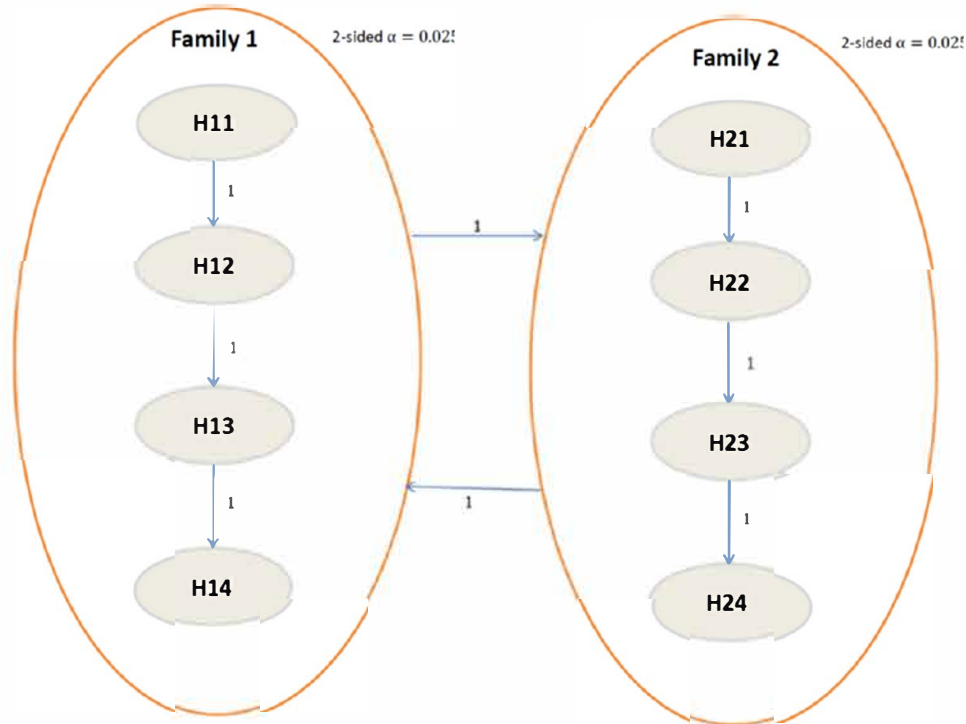 Family 1
2-sided α = 0.025
H11
1
H12
1
H13
1
H14
1
1
Family 2
2-sided α = 0.025
H21
1
H22
1
H23
1
H24